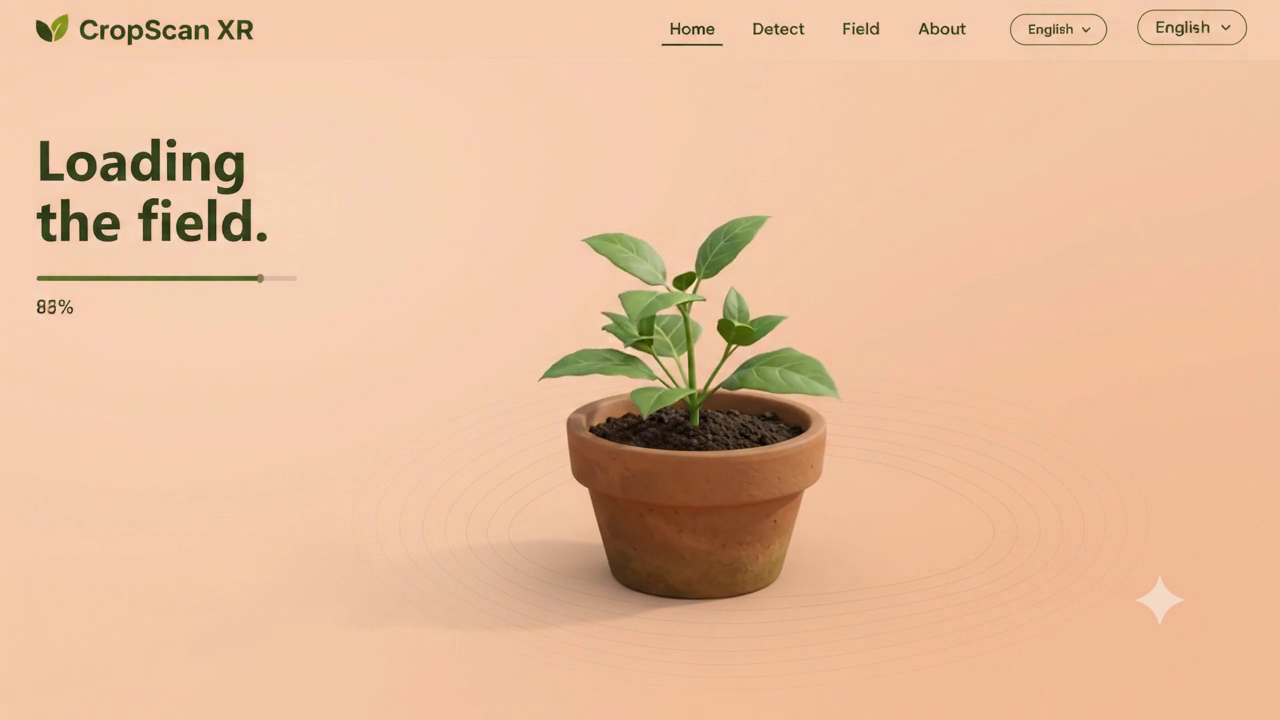 CropScan XR
Home
Detect
Field
About
English
English
Loading
the field.